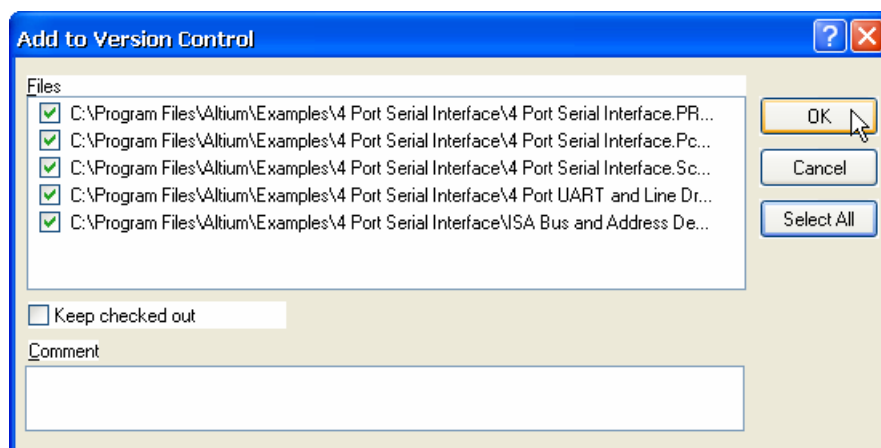 Add to Version Control
Files
C:\Program Files\Altium\Examples\4 Port Serial Interface\4 Port Serial Interface.PR...
C:\Program Files\Altium\Examples\4 Port Serial Interface\4 Port Serial Interface.Pc...
C:\Program Files\Altium\Examples\4 Port Serial Interface\4 Port Serial Interface.Sc...
C:\Program Files\Altium\Examples\4 Port Serial Interface\4 Port UART and Line Dr...
C:\Program Files\Altium\Examples\4 Port Serial Interface\ISA Bus and Address De...
OK
Cancel
Select All
Keep checked out
Comment